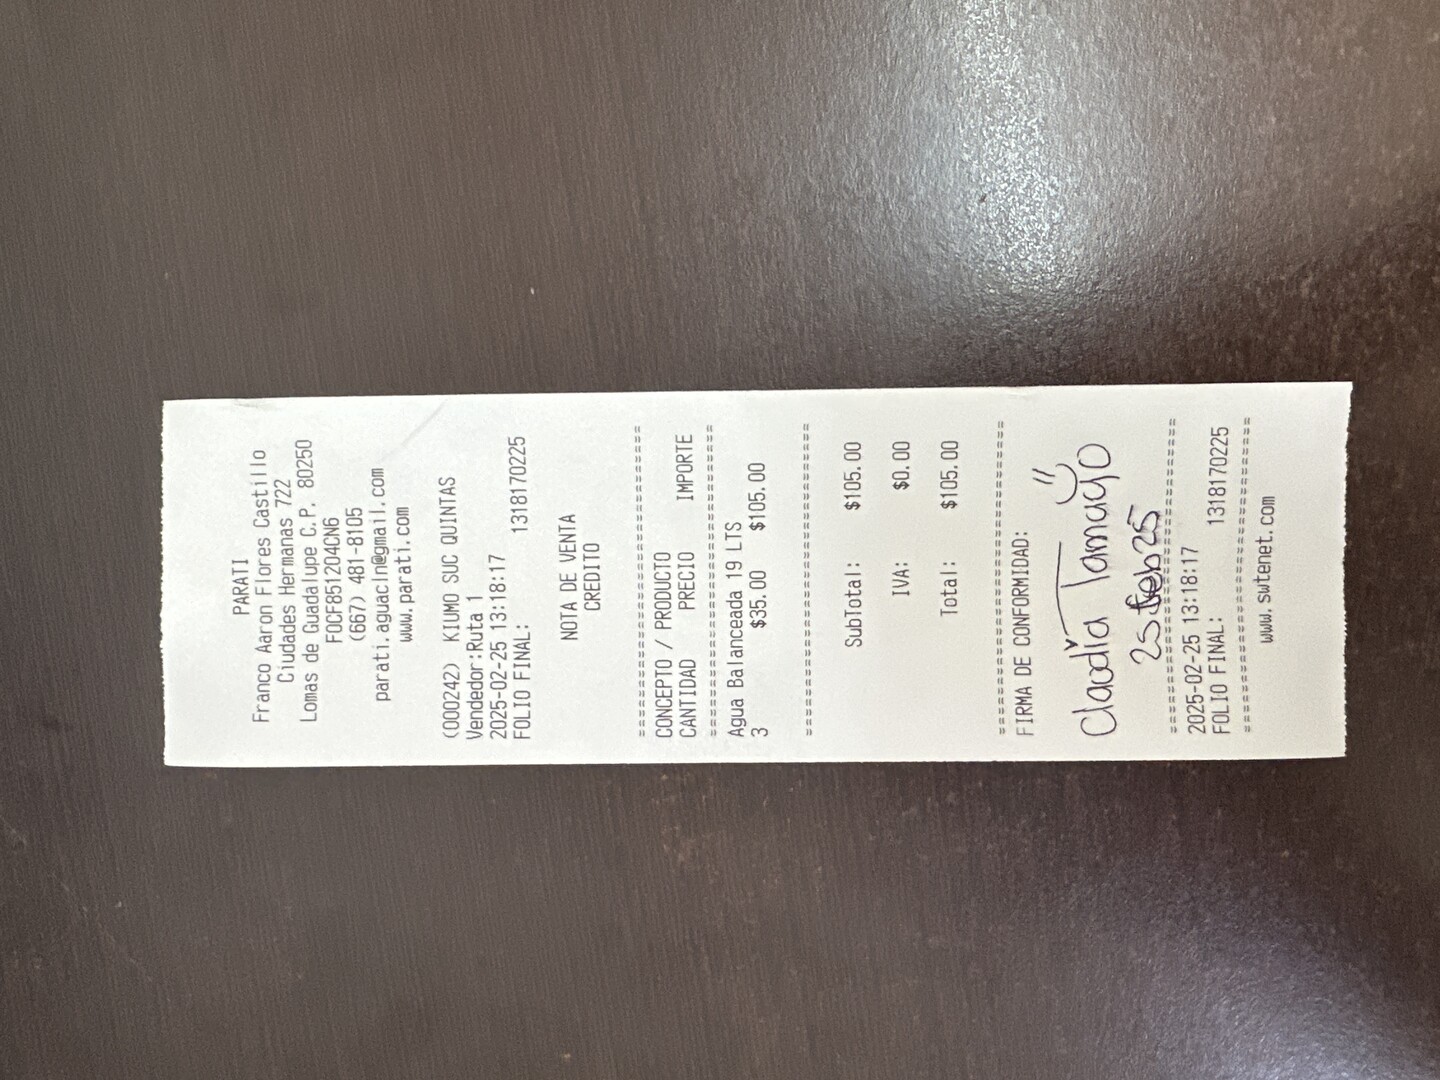 PARATI
Franco Aaron Flores Castillo
Ciudades Hermanas 722
Lomas de Guadalupe C.P. 80250
FOCF851204CN6
(667) 481-8105
parati.aguacln@gmail.com
www.parati.com
(000242) KIUMO SUC QUINTAS
Vendedor:Ruta 1
2025-02-25 13:18:17
FOLIO FINAL: 1318170225
NOTA DE VENTA
CREDITO
==============================
CONCEPTO / PRODUCTO
CANTIDAD PRECIO IMPORTE
==============================
Agua Balanceada 19 LTS
3 $35.00 $105.00
==============================
SubTotal: $105.00
IVA: $0.00
Total: $105.00
==============================
FIRMA DE CONFORMIDAD:
Claudia Tamayo
25 feb 25
==============================
2025-02-25 13:18:17
FOLIO FINAL: 1318170225
==============================
www.swtenet.com